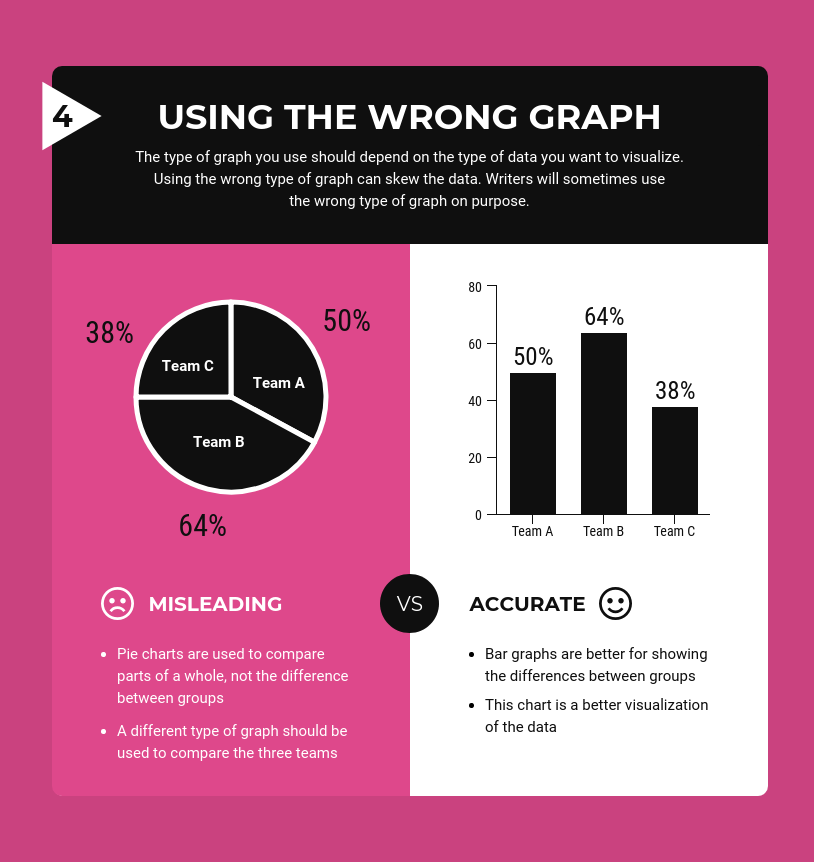 4
USING THE WRONG GRAPH
The type of graph you use should depend on the type of data you want to visualize.
Using the wrong type of graph can skew the data. Writers will sometimes use
the wrong type of graph on purpose.
38%
50%
Team C
Team A
Team B
64%
80
60
40
20
0
50%
64%
38%
Team A
Team B
Team C
MISLEADING
VS
ACCURATE
• Pie charts are used to compare
parts of a whole, not the difference
between groups
• A different type of graph should be
used to compare the three teams
• Bar graphs are better for showing
the differences between groups
• This chart is a better visualization
of the data